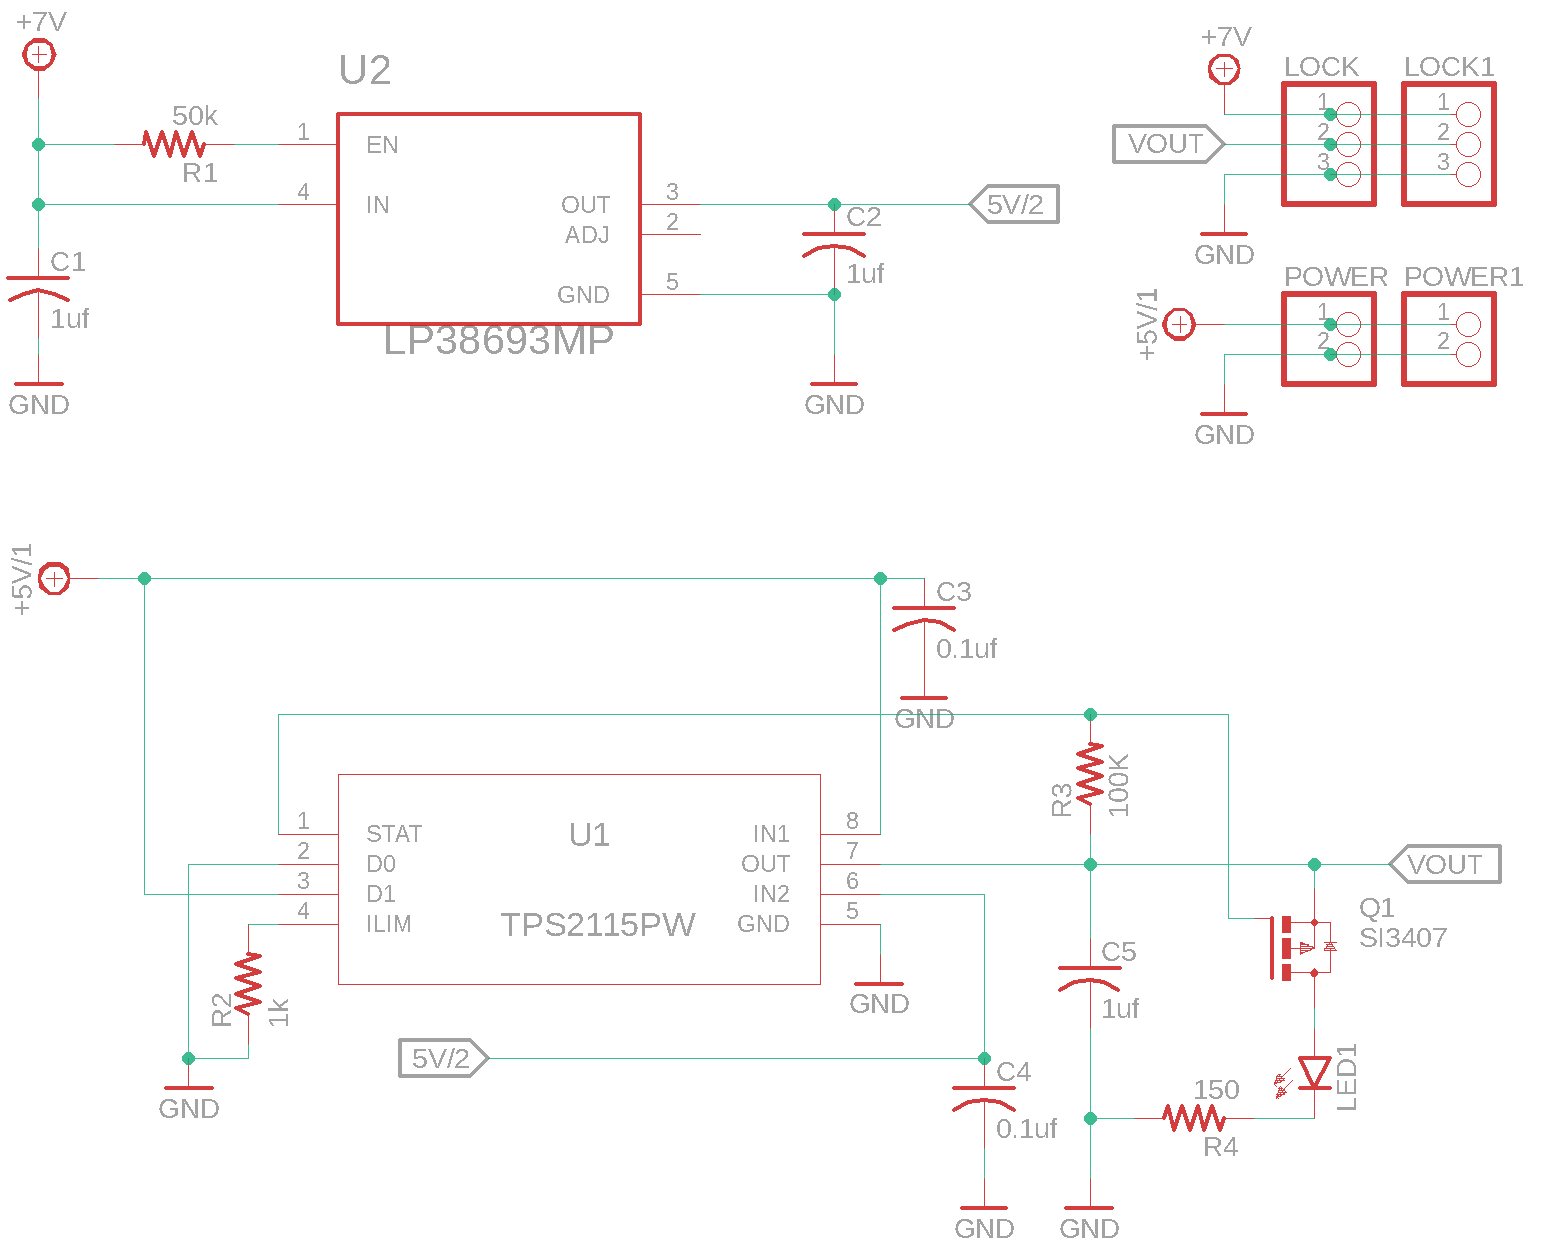 +7V
U2
50k
R1
1
EN
4
IN
OUT
3
ADJ
2
GND
5
LP38693MP
C1
1uf
GND
C2
1uf
GND
5V/2
+7V
LOCK
LOCK1
VOUT
1
2
3
1
2
3
GND
POWER
POWER1
+5V/1
1
2
1
2
GND
+5V/1
C3
0.1uf
GND
R3
100K
1
STAT
2
D0
3
D1
4
ILIM
U1
TPS2115PW
IN1
8
OUT
7
IN2
6
GND
5
GND
R2
1k
GND
5V/2
C4
0.1uf
GND
C5
1uf
GND
VOUT
Q1
SI3407
LED1
150
R4